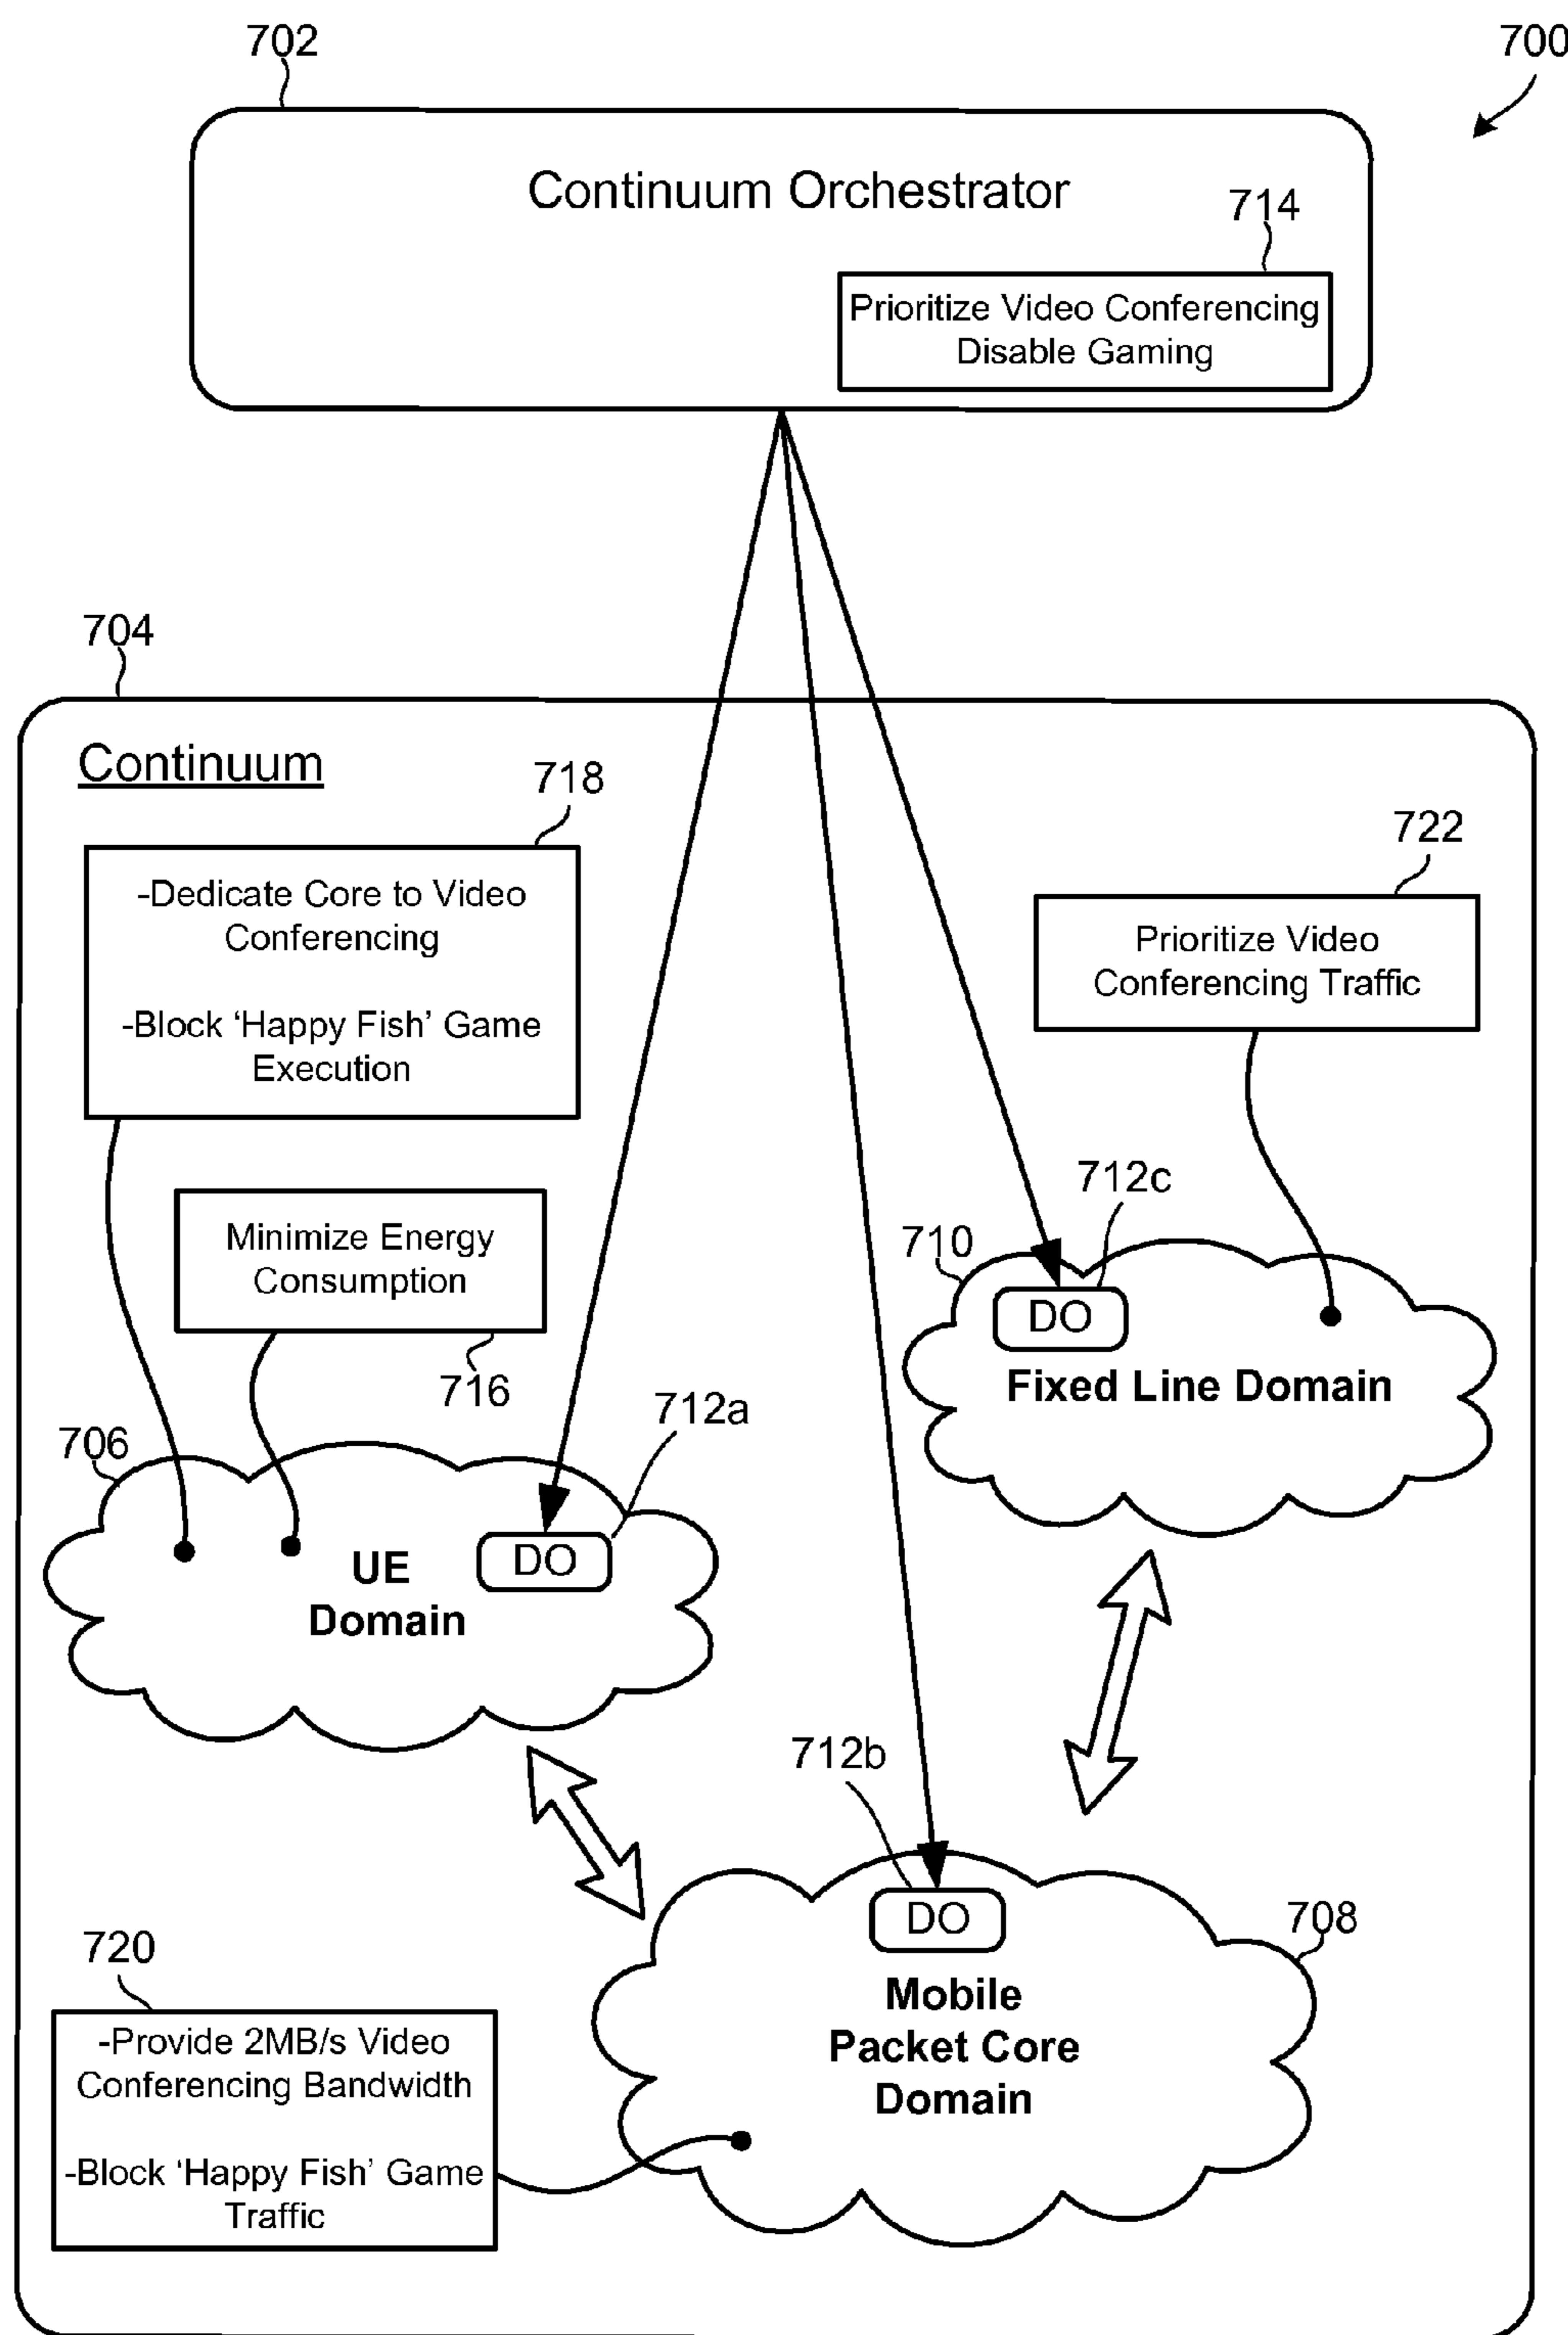 702
700
Continuum Orchestrator
714
Prioritize Video Conferencing
Disable Gaming
704
Continuum
718
-Dedicate Core to Video
Conferencing
-Block ‘Happy Fish’ Game
Execution
722
Prioritize Video
Conferencing Traffic
Minimize Energy
Consumption
716
712c
710
DO
Fixed Line Domain
712a
706
DO
UE
Domain
712b
DO
708
Mobile
Packet Core
Domain
720
-Provide 2MB/s Video
Conferencing Bandwidth
-Block ‘Happy Fish’ Game
Traffic